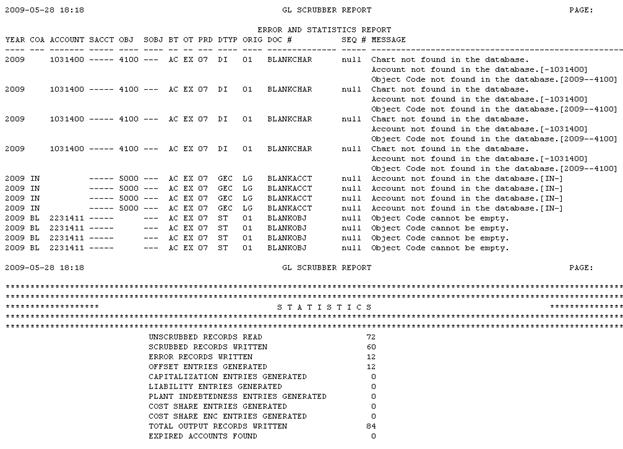 2009-05-28 18:18 GL SCRUBBER REPORT PAGE:
ERROR AND STATISTICS REPORT
YEAR COA ACCOUNT SACCT OBJ SOBJ BT OT PRD DTYP ORIG DOC # SEQ # MESSAGE
---- --- ------- ----- ---- ---- -- -- --- ---- ---- -------------- ----- ----------------------------------------
2009 1031400 ----- 4100 --- AC EX 07 DI 01 BLANKCHAR null Chart not found in the database.
Account not found in the database.[-1031400]
Object Code not found in the database.[2009--4100]
2009 1031400 ----- 4100 --- AC EX 07 DI 01 BLANKCHAR null Chart not found in the database.
Account not found in the database.[-1031400]
Object Code not found in the database.[2009--4100]
2009 1031400 ----- 4100 --- AC EX 07 DI 01 BLANKCHAR null Chart not found in the database.
Account not found in the database.[-1031400]
Object Code not found in the database.[2009--4100]
2009 1031400 ----- 4100 --- AC EX 07 DI 01 BLANKCHAR null Chart not found in the database.
Account not found in the database.[-1031400]
Object Code not found in the database.[2009--4100]
2009 IN ----- 5000 --- AC EX 07 GEC LG BLANKACCT null Account not found in the database.[IN-]
2009 IN ----- 5000 --- AC EX 07 GEC LG BLANKACCT null Account not found in the database.[IN-]
2009 IN ----- 5000 --- AC EX 07 GEC LG BLANKACCT null Account not found in the database.[IN-]
2009 IN ----- 5000 --- AC EX 07 GEC LG BLANKACCT null Account not found in the database.[IN-]
2009 BL 2231411 ----- --- AC EX 07 ST 01 BLANKOBJ null Object Code cannot be empty.
2009 BL 2231411 ----- --- AC EX 07 ST 01 BLANKOBJ null Object Code cannot be empty.
2009 BL 2231411 ----- --- AC EX 07 ST 01 BLANKOBJ null Object Code cannot be empty.
2009 BL 2231411 ----- --- AC EX 07 ST 01 BLANKOBJ null Object Code cannot be empty.
2009-05-28 18:18 GL SCRUBBER REPORT PAGE:
S T A T I S T I C S
UNSCRUBBED RECORDS READ 72
SCRUBBED RECORDS WRITTEN 60
ERROR RECORDS WRITTEN 12
OFFSET ENTRIES GENERATED 12
CAPITALIZATION ENTRIES GENERATED 0
LIABILITY ENTRIES GENERATED 0
PLANT INDEBTEDNESS ENTRIES GENERATED 0
COST SHARE ENTRIES GENERATED 0
COST SHARE ENC ENTRIES GENERATED 0
TOTAL OUTPUT RECORDS WRITTEN 84
EXPIRED ACCOUNTS FOUND 0